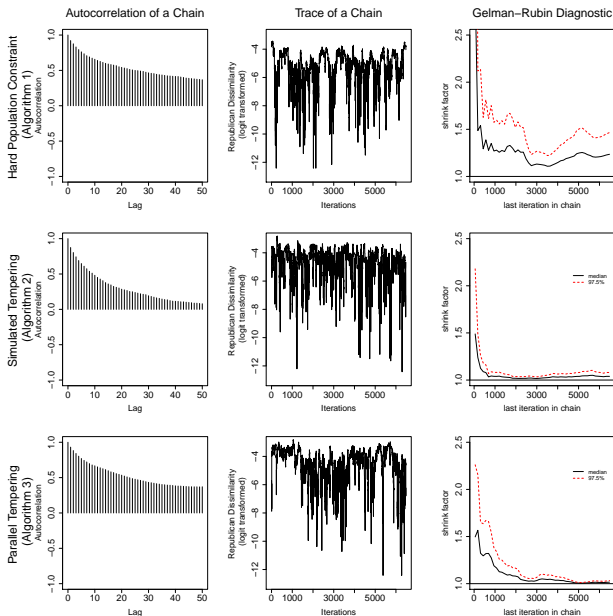 Autocorrelation of a Chain
Trace of a Chain
Gelman−Rubin Diagnostic
Hard Population Constraint
(Algorithm 1)
Autocorrelation
1.0
0.5
0.0
−0.5
−1.0
0 10 20 30 40 50
Lag
Republican Dissimilarity
(logit transformed)
−4
−6
−8
−10
−12
0 1000 3000 5000
Iterations
shrink factor
2.5
2.0
1.5
1.0
0 1000 3000 5000
last iteration in chain
Simulated Tempering
(Algorithm 2)
Autocorrelation
1.0
0.5
0.0
−0.5
−1.0
0 10 20 30 40 50
Lag
Republican Dissimilarity
(logit transformed)
−4
−6
−8
−10
−12
0 1000 3000 5000
Iterations
shrink factor
2.5
2.0
1.5
1.0
median
97.5%
0 1000 3000 5000
last iteration in chain
Parallel Tempering
(Algorithm 3)
Autocorrelation
1.0
0.5
0.0
−0.5
−1.0
0 10 20 30 40 50
Lag
Republican Dissimilarity
(logit transformed)
−4
−6
−8
−10
−12
0 1000 3000 5000
Iterations
shrink factor
2.5
2.0
1.5
1.0
median
97.5%
0 1000 3000 5000
last iteration in chain